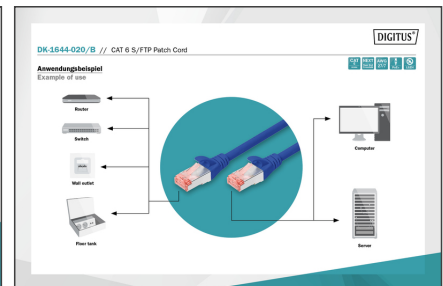 DIGITUS®
DK-1644-020/B // CAT 6 S/FTP Patch Cord
Anwendungsbeispiel
Example of use
Router
Switch
Wall outlet
Floor tank
Computer
Server